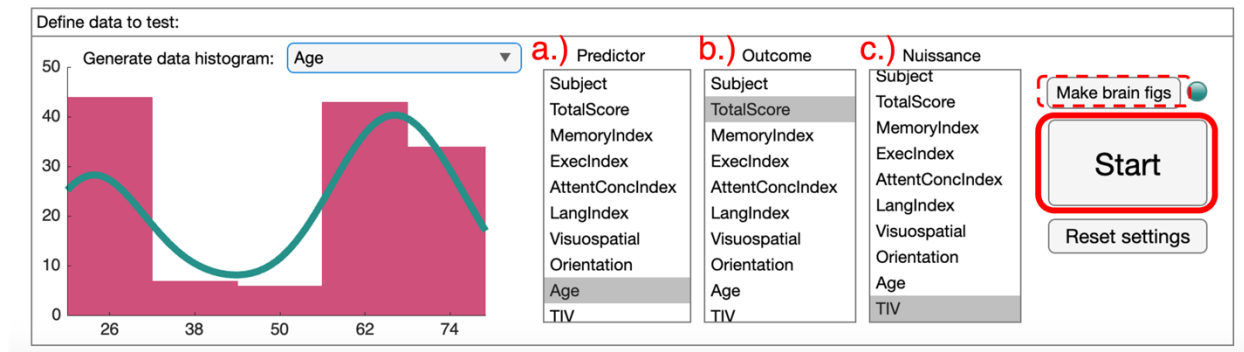 Define data to test:
Generate data histogram: Age
50
40
30
20
10
0
26 38 50 62 74
a.) Predictor
Subject
TotalScore
MemoryIndex
ExecIndex
AttentConcIndex
LangIndex
Visuospatial
Orientation
Age
TIV
b.) Outcome
Subject
TotalScore
MemoryIndex
ExecIndex
AttentConcIndex
LangIndex
Visuospatial
Orientation
Age
TIV
c.) Nuissance
Subject
TotalScore
MemoryIndex
ExecIndex
AttentConcIndex
LangIndex
Visuospatial
Orientation
Age
TIV
Make brain figs
Start
Reset settings